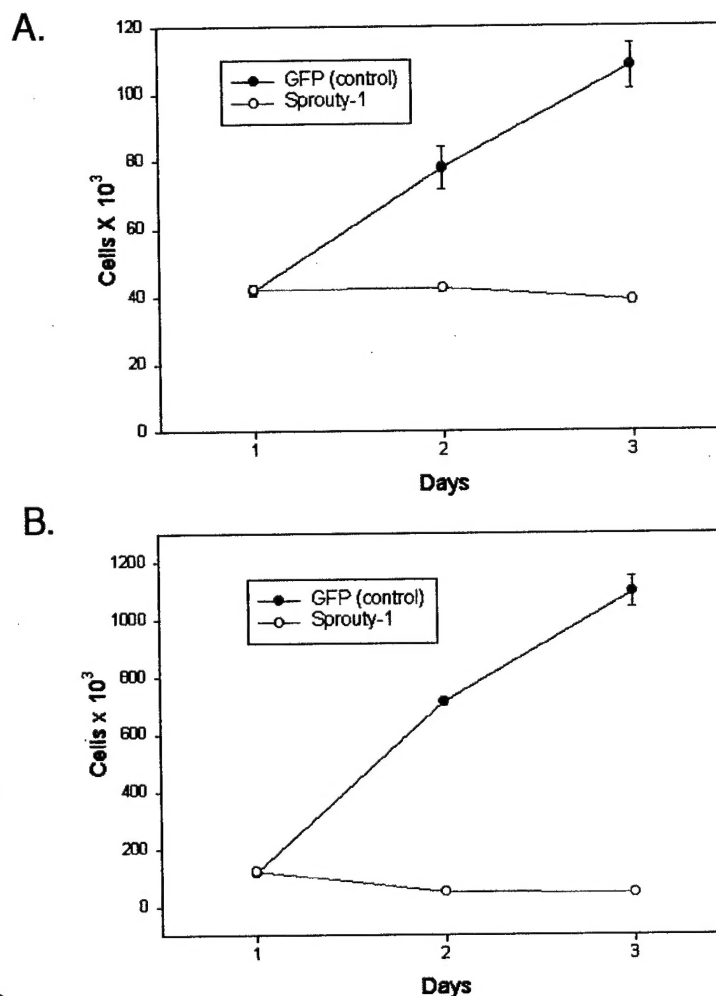 A.
120
100
80
60
40
20
0
Cells X 10³
GFP (control)
Sprouty-1
1 2 3
Days
B.
1200
1000
800
600
400
200
0
Cells x 10³
GFP (control)
Sprouty-1
1 2 3
Days